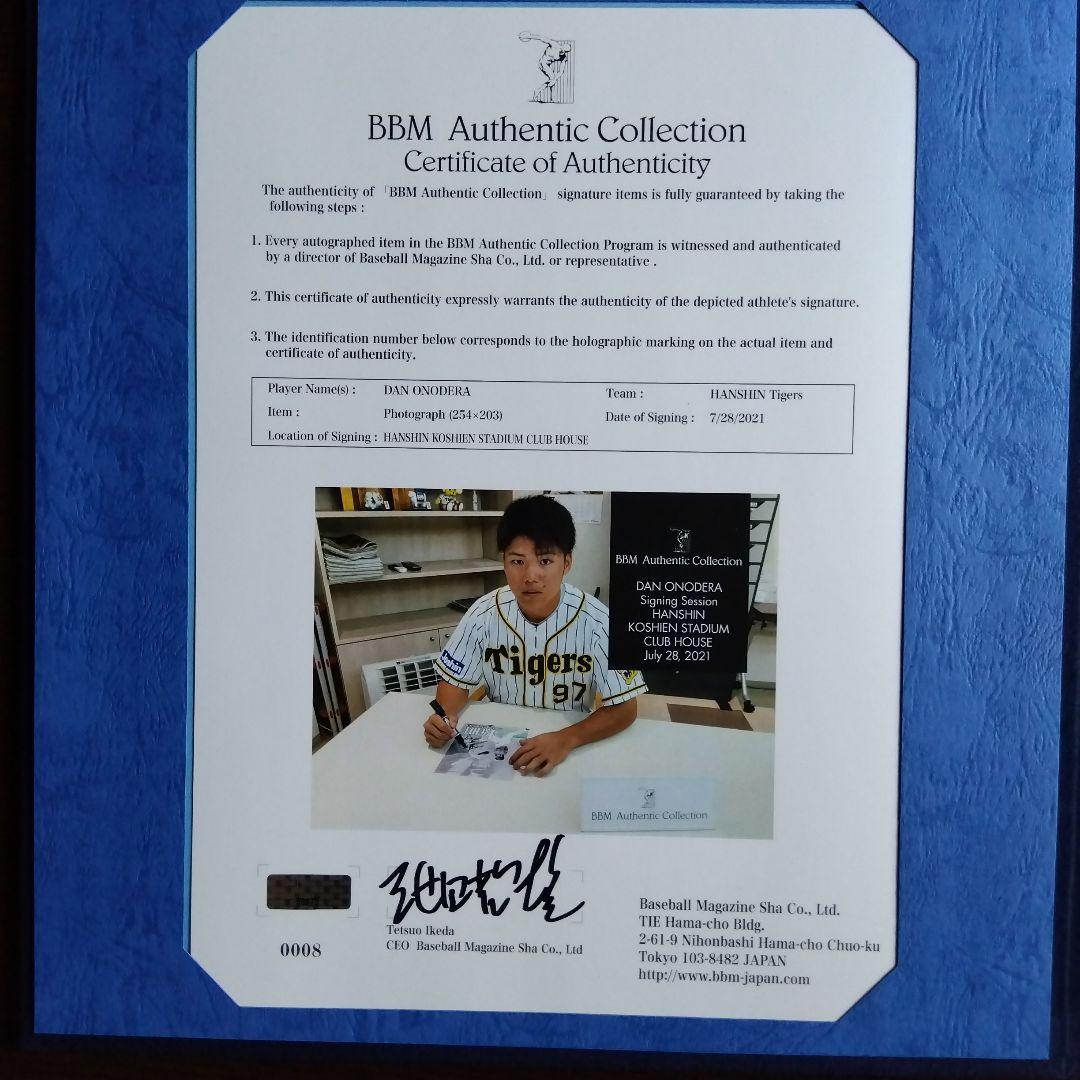 BBM Authentic Collection
Certificate of Authenticity
The authenticity of 「BBM Authentic Collection」 signature items is fully guaranteed by taking the
following steps :
1. Every autographed item in the BBM Authentic Collection Program is witnessed and authenticated
by a director of Baseball Magazine Sha Co., Ltd. or representative .
2. This certificate of authenticity expressly warrants the authenticity of the depicted athlete's signature.
3. The identification number below corresponds to the holographic marking on the actual item and
certificate of authenticity.
Player Name(s) : DAN ONODERA Team : HANSHIN Tigers
Item : Photograph (254×203) Date of Signing : 7/28/2021
Location of Signing : HANSHIN KOSHIEN STADIUM CLUB HOUSE
BBM Authentic Collection
DAN ONODERA
Signing Session
HANSHIN
KOSHIEN STADIUM
CLUB HOUSE
July 28, 2021
Joshin
Tigers
97
BBM Authentic Collection
0008
Tetsuo Ikeda
CEO Baseball Magazine Sha Co., Ltd
Baseball Magazine Sha Co., Ltd.
TIE Hama-cho Bldg.
2-61-9 Nihonbashi Hama-cho Chuo-ku
Tokyo 103-8482 JAPAN
http://www.bbm-japan.com